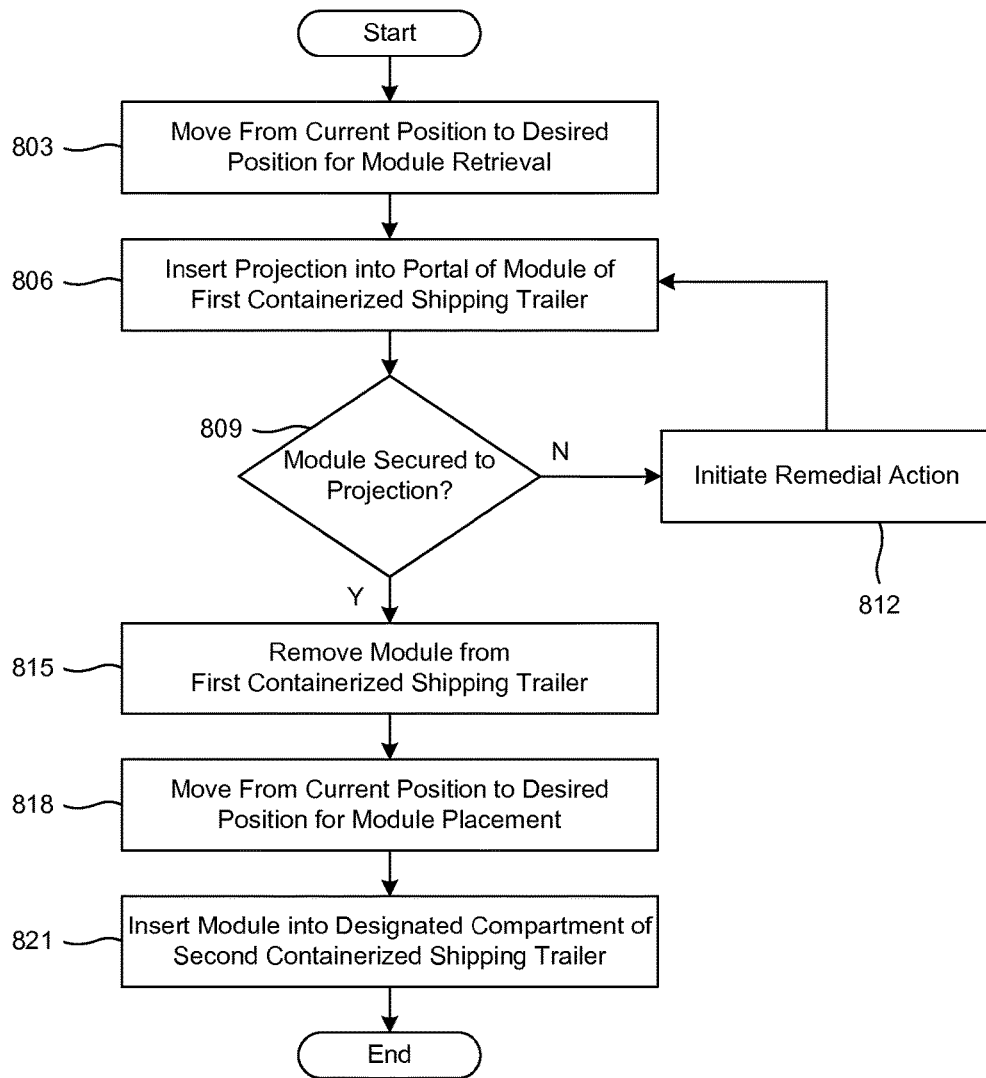 Start
803
Move From Current Position to Desired
Position for Module Retrieval
806
Insert Projection into Portal of Module of
First Containerized Shipping Trailer
809
Module Secured to
Projection?
N
Initiate Remedial Action
812
Y
815
Remove Module from
First Containerized Shipping Trailer
818
Move From Current Position to Desired
Position for Module Placement
821
Insert Module into Designated Compartment of
Second Containerized Shipping Trailer
End